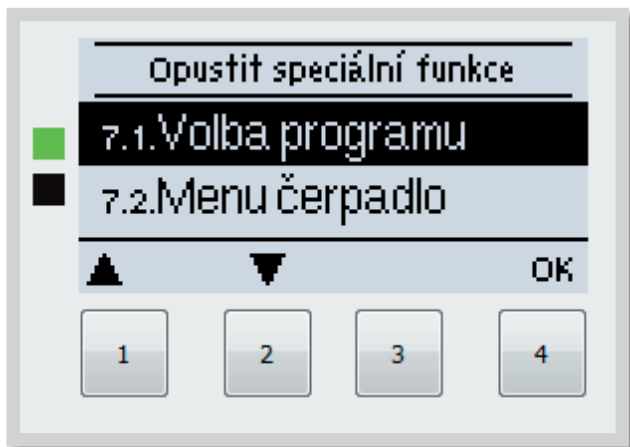 Opustit speciální funkce
7.1.Volba programu
7.2.Menu čerpadlo
▲ ▼ OK
1 2 3 4